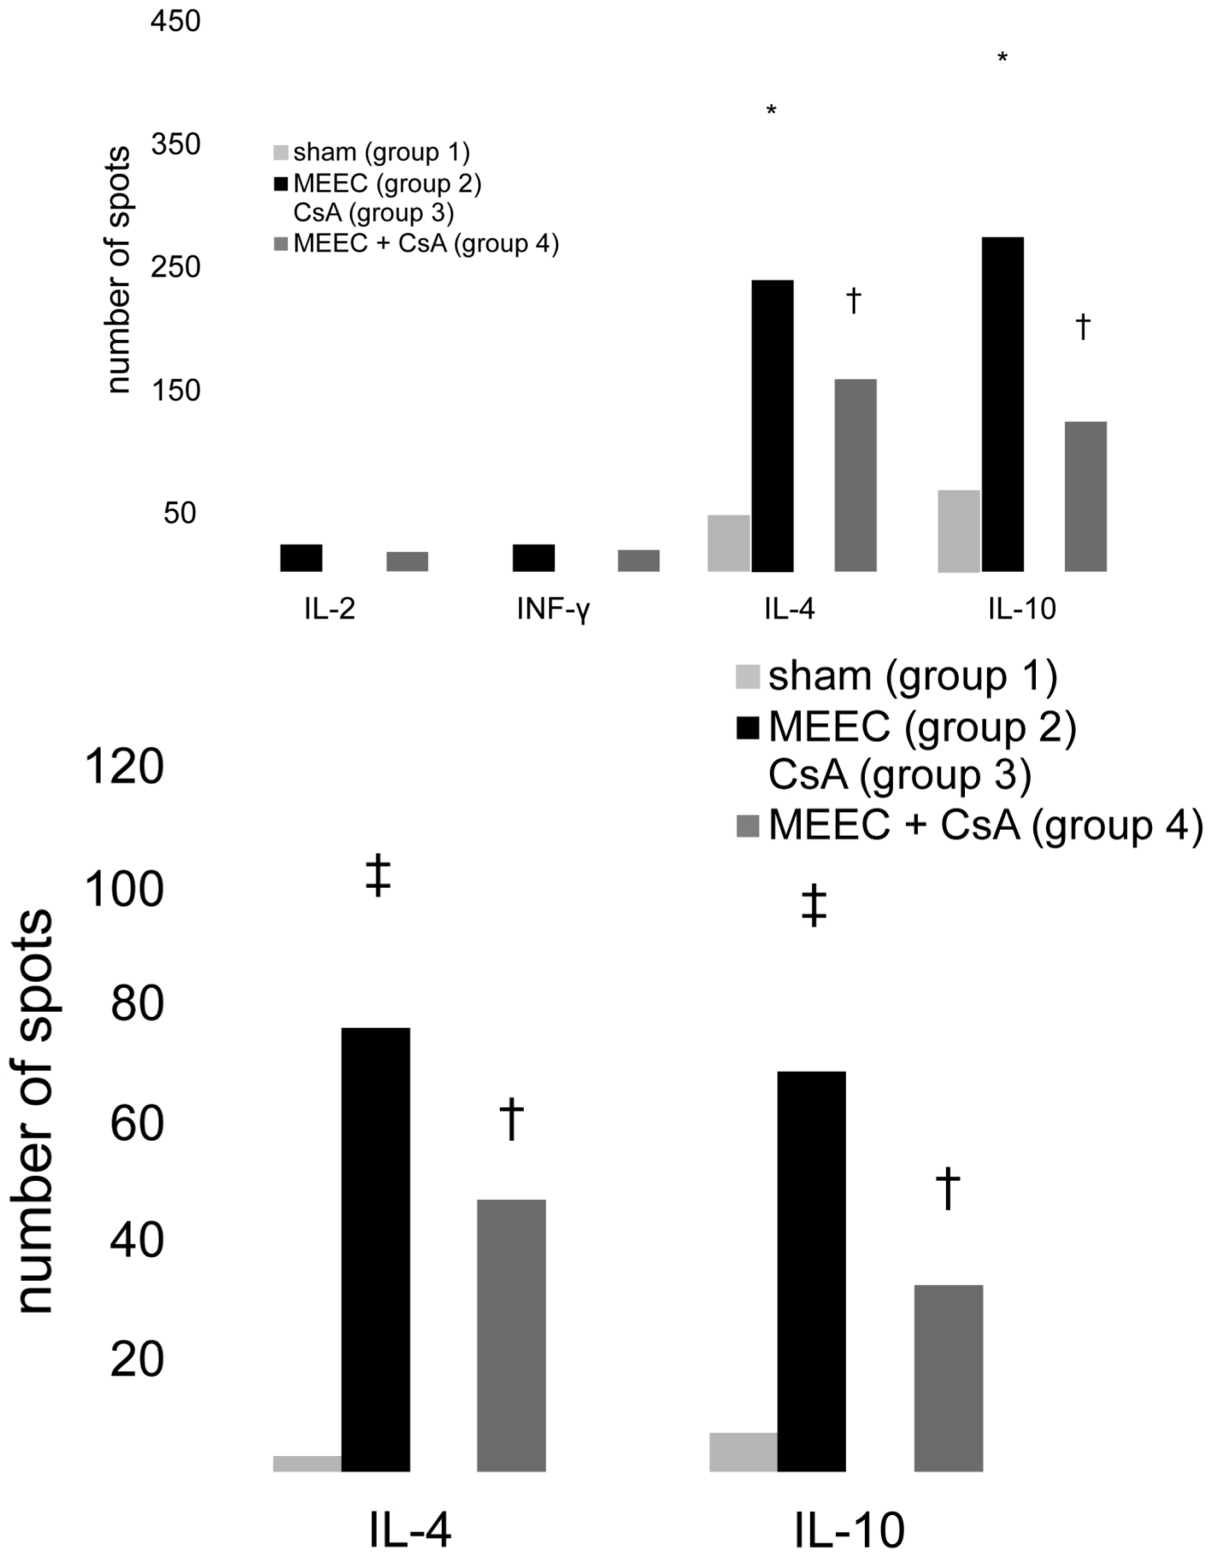 450
*
*
350
sham (group 1)
MEEC (group 2)
CsA (group 3)
MEEC + CsA (group 4)
number of spots
250
†
†
150
50
IL-2
INF-γ
IL-4
IL-10
sham (group 1)
MEEC (group 2)
CsA (group 3)
MEEC + CsA (group 4)
120
100
‡
‡
number of spots
80
60
†
†
40
20
IL-4
IL-10